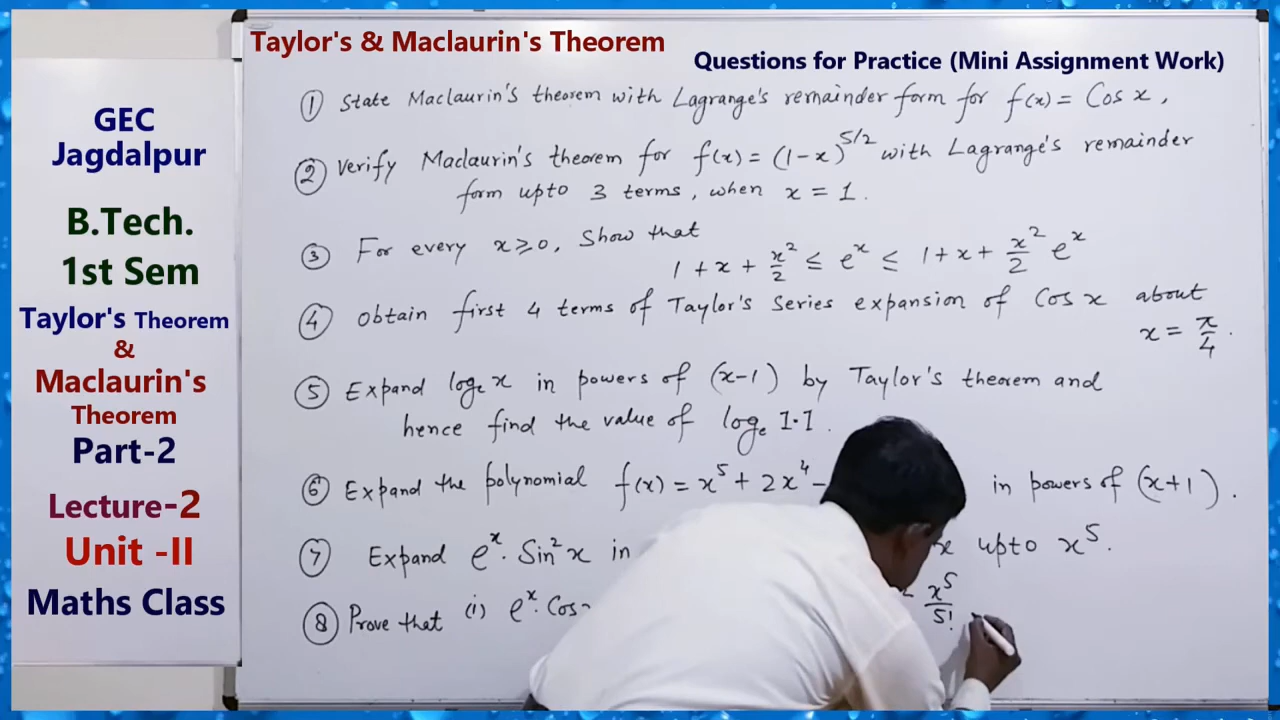 Taylor's & Maclaurin's Theorem
Questions for Practice (Mini Assignment Work)
GEC
Jagdalpur
B.Tech.
1st Sem
Taylor's Theorem
&
Maclaurin's
Theorem
Part-2
Lecture-2
Unit -II
Maths Class
① State Maclaurin's theorem with Lagrange's remainder form for f(x) = Cos x,
② Verify Maclaurin's theorem for f(x) = (1-x)^5/2 with Lagrange's remainder
form upto 3 terms, when x = 1.
③ For every x ≥ 0, Show that
1 + x + x²/2 ≤ e^x ≤ 1 + x + x²/2 e^x
④ Obtain first 4 terms of Taylor's Series expansion of Cos x about
x = π/4.
⑤ Expand logₑ x in powers of (x-1) by Taylor's theorem and
hence find the value of logₑ 1.1.
⑥ Expand the polynomial f(x) = x⁵ + 2x⁴ - in powers of (x+1).
⑦ Expand e^x. Sin² x in x upto x⁵.
⑧ Prove that (i) e^x. Cos x⁵/5!